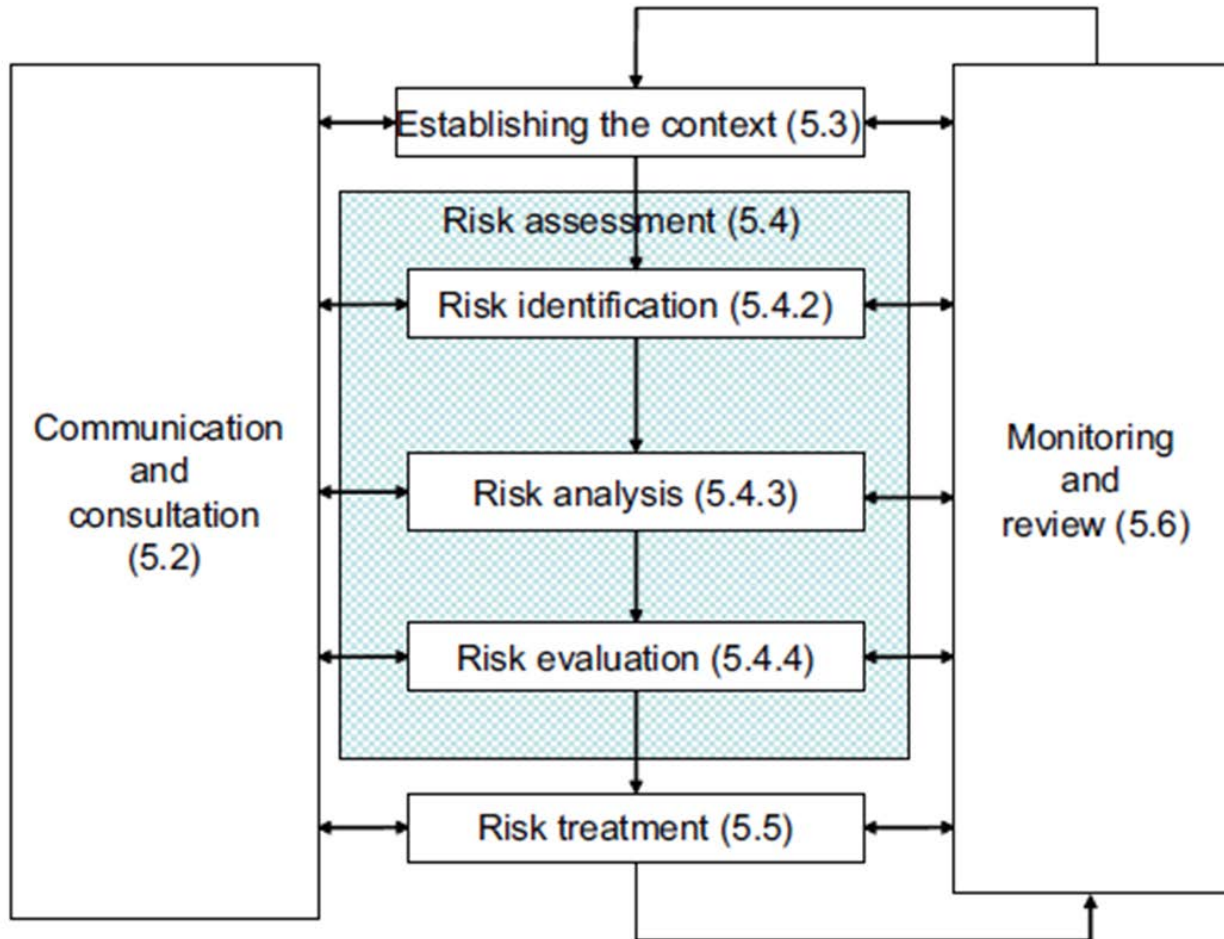 Establishing the context (5.3)
Risk assessment (5.4)
Risk identification (5.4.2)
Communication
and
consultation
(5.2)
Risk analysis (5.4.3)
Monitoring
and
review (5.6)
Risk evaluation (5.4.4)
Risk treatment (5.5)